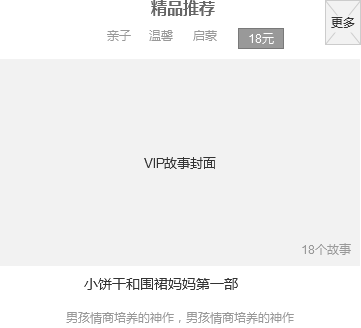 精品推荐
更多
亲子 温馨 启蒙 18元
VIP故事封面
18个故事
小饼干和围裙妈妈第一部
男孩情商培养的神作，男孩情商培养的神作